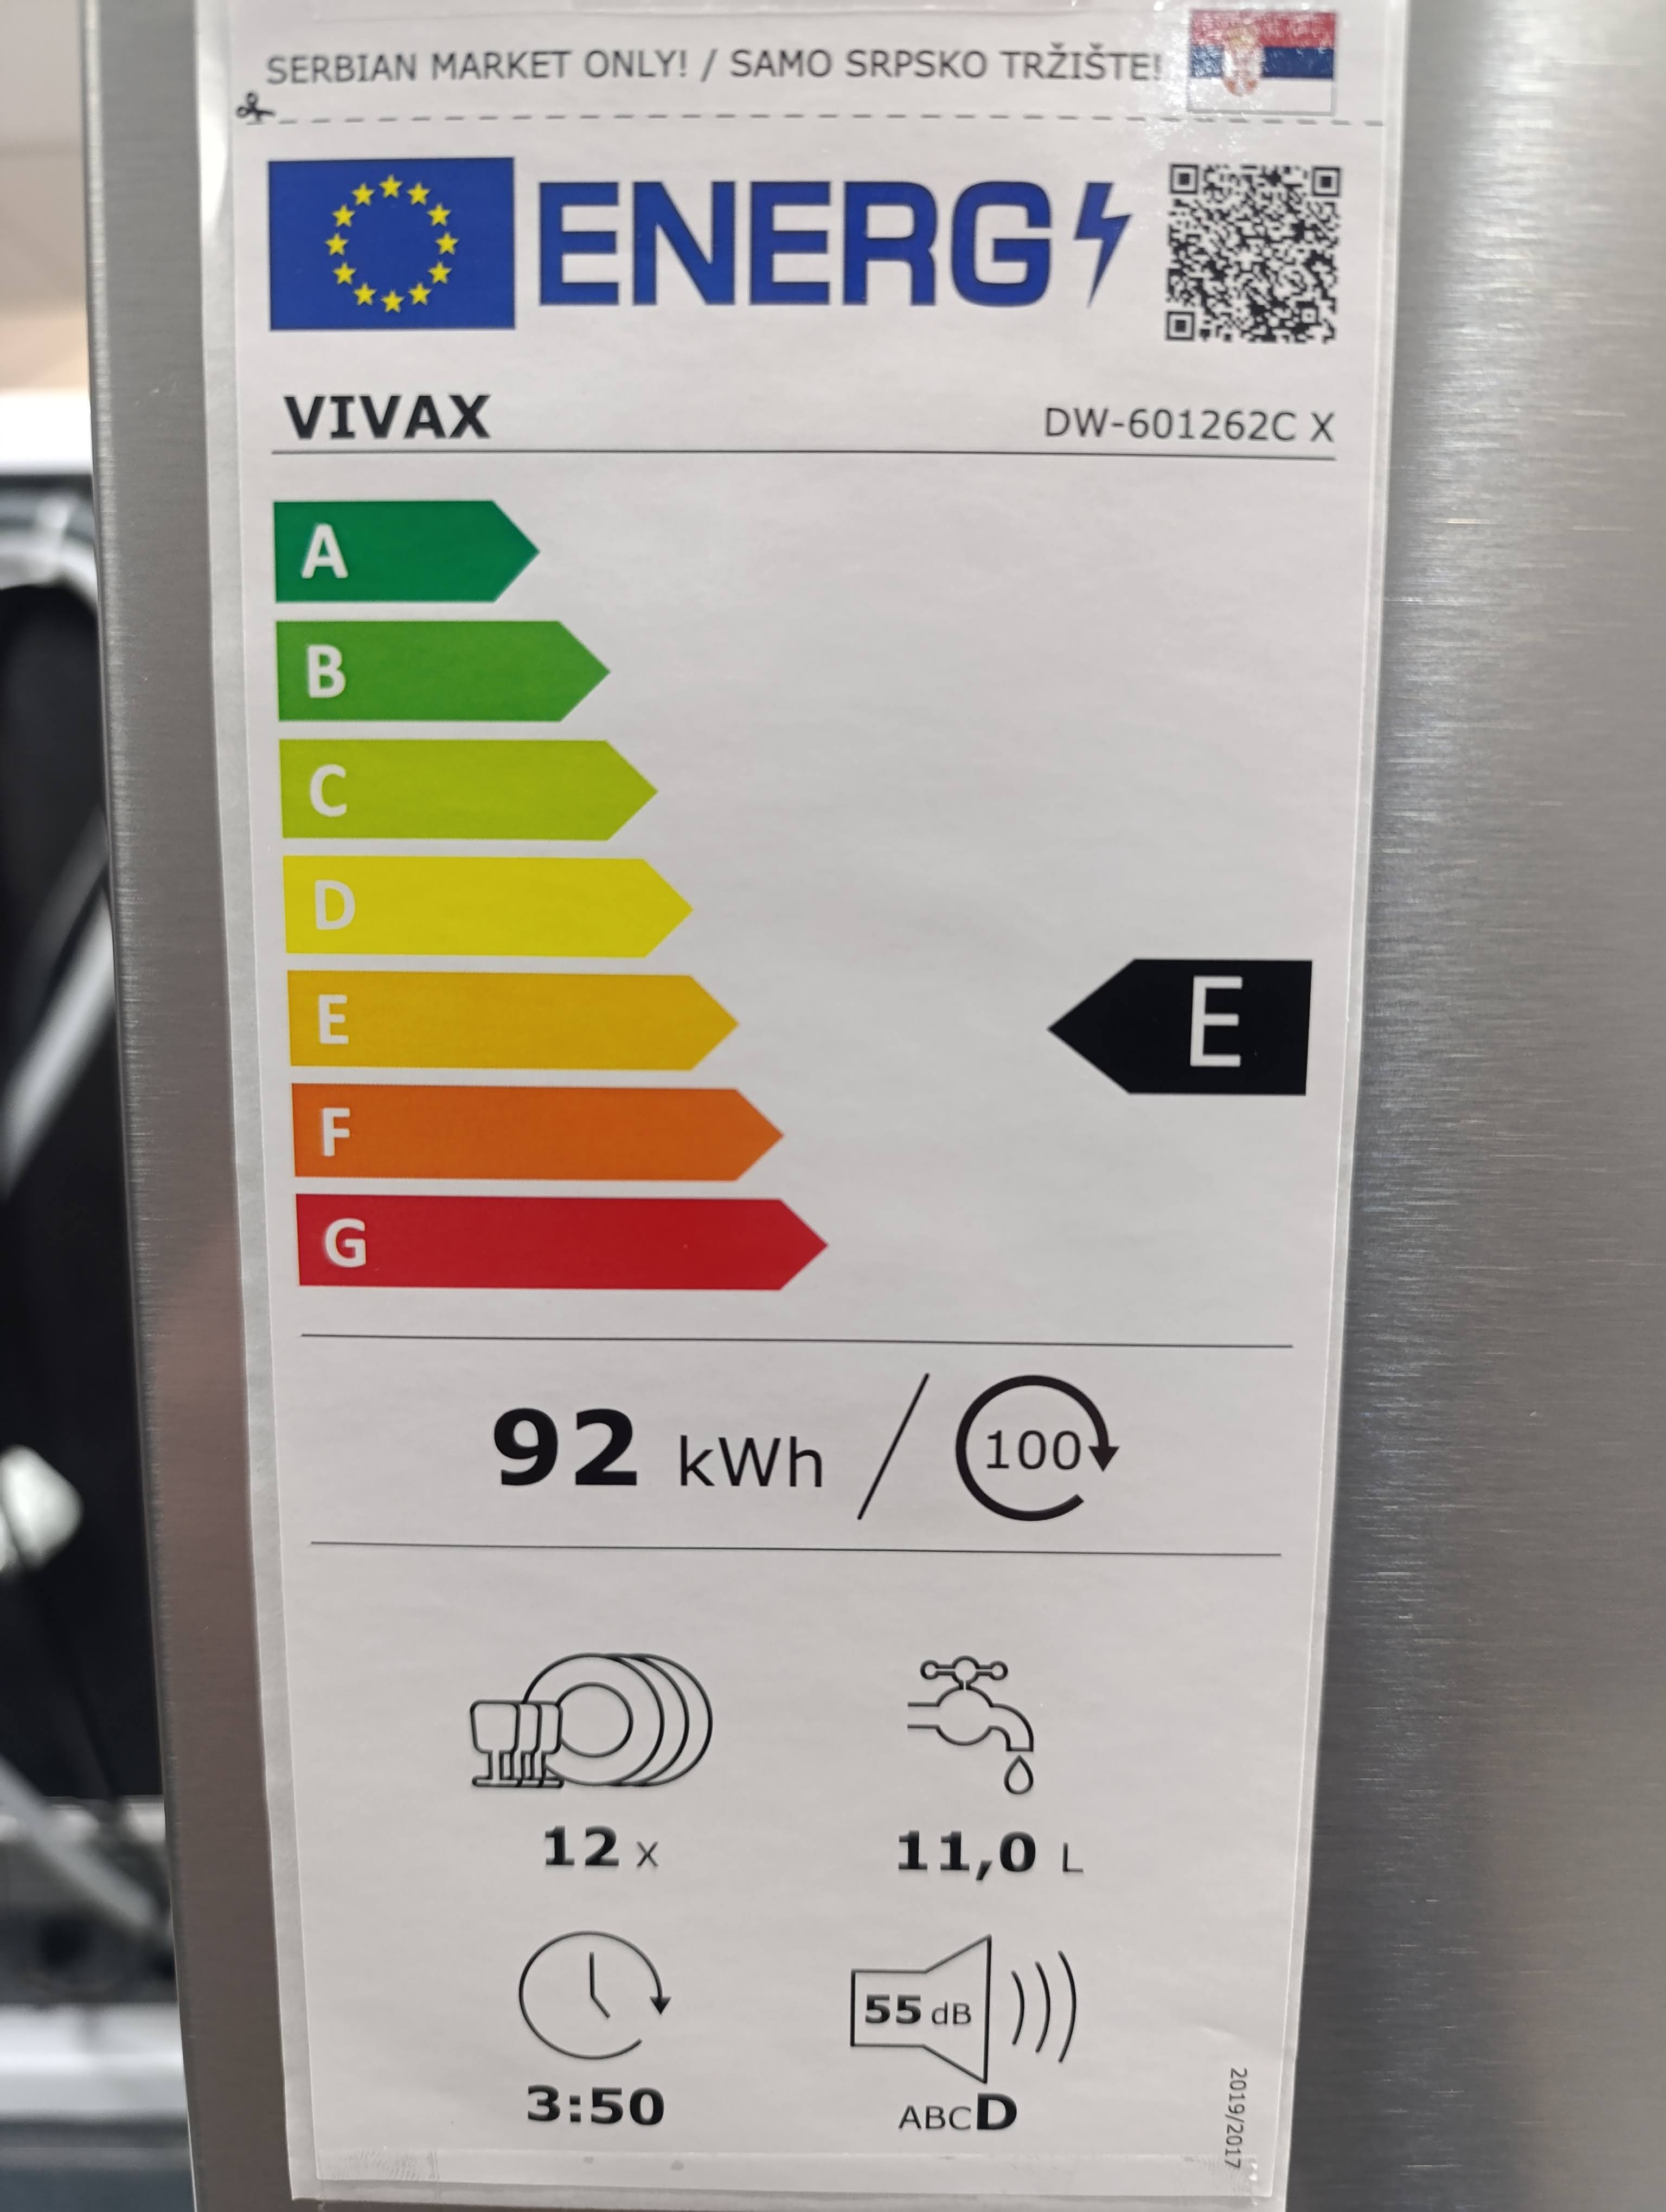 SERBIAN MARKET ONLY! / SAMO SRPSKO TRŽIŠTE!
ENERG
VIVAX DW-601262C X
A
B
C
D
E E
F
G
92 kWh / 100
12 x 11,0 L
55 dB
3:50 ABCD
2019/2017